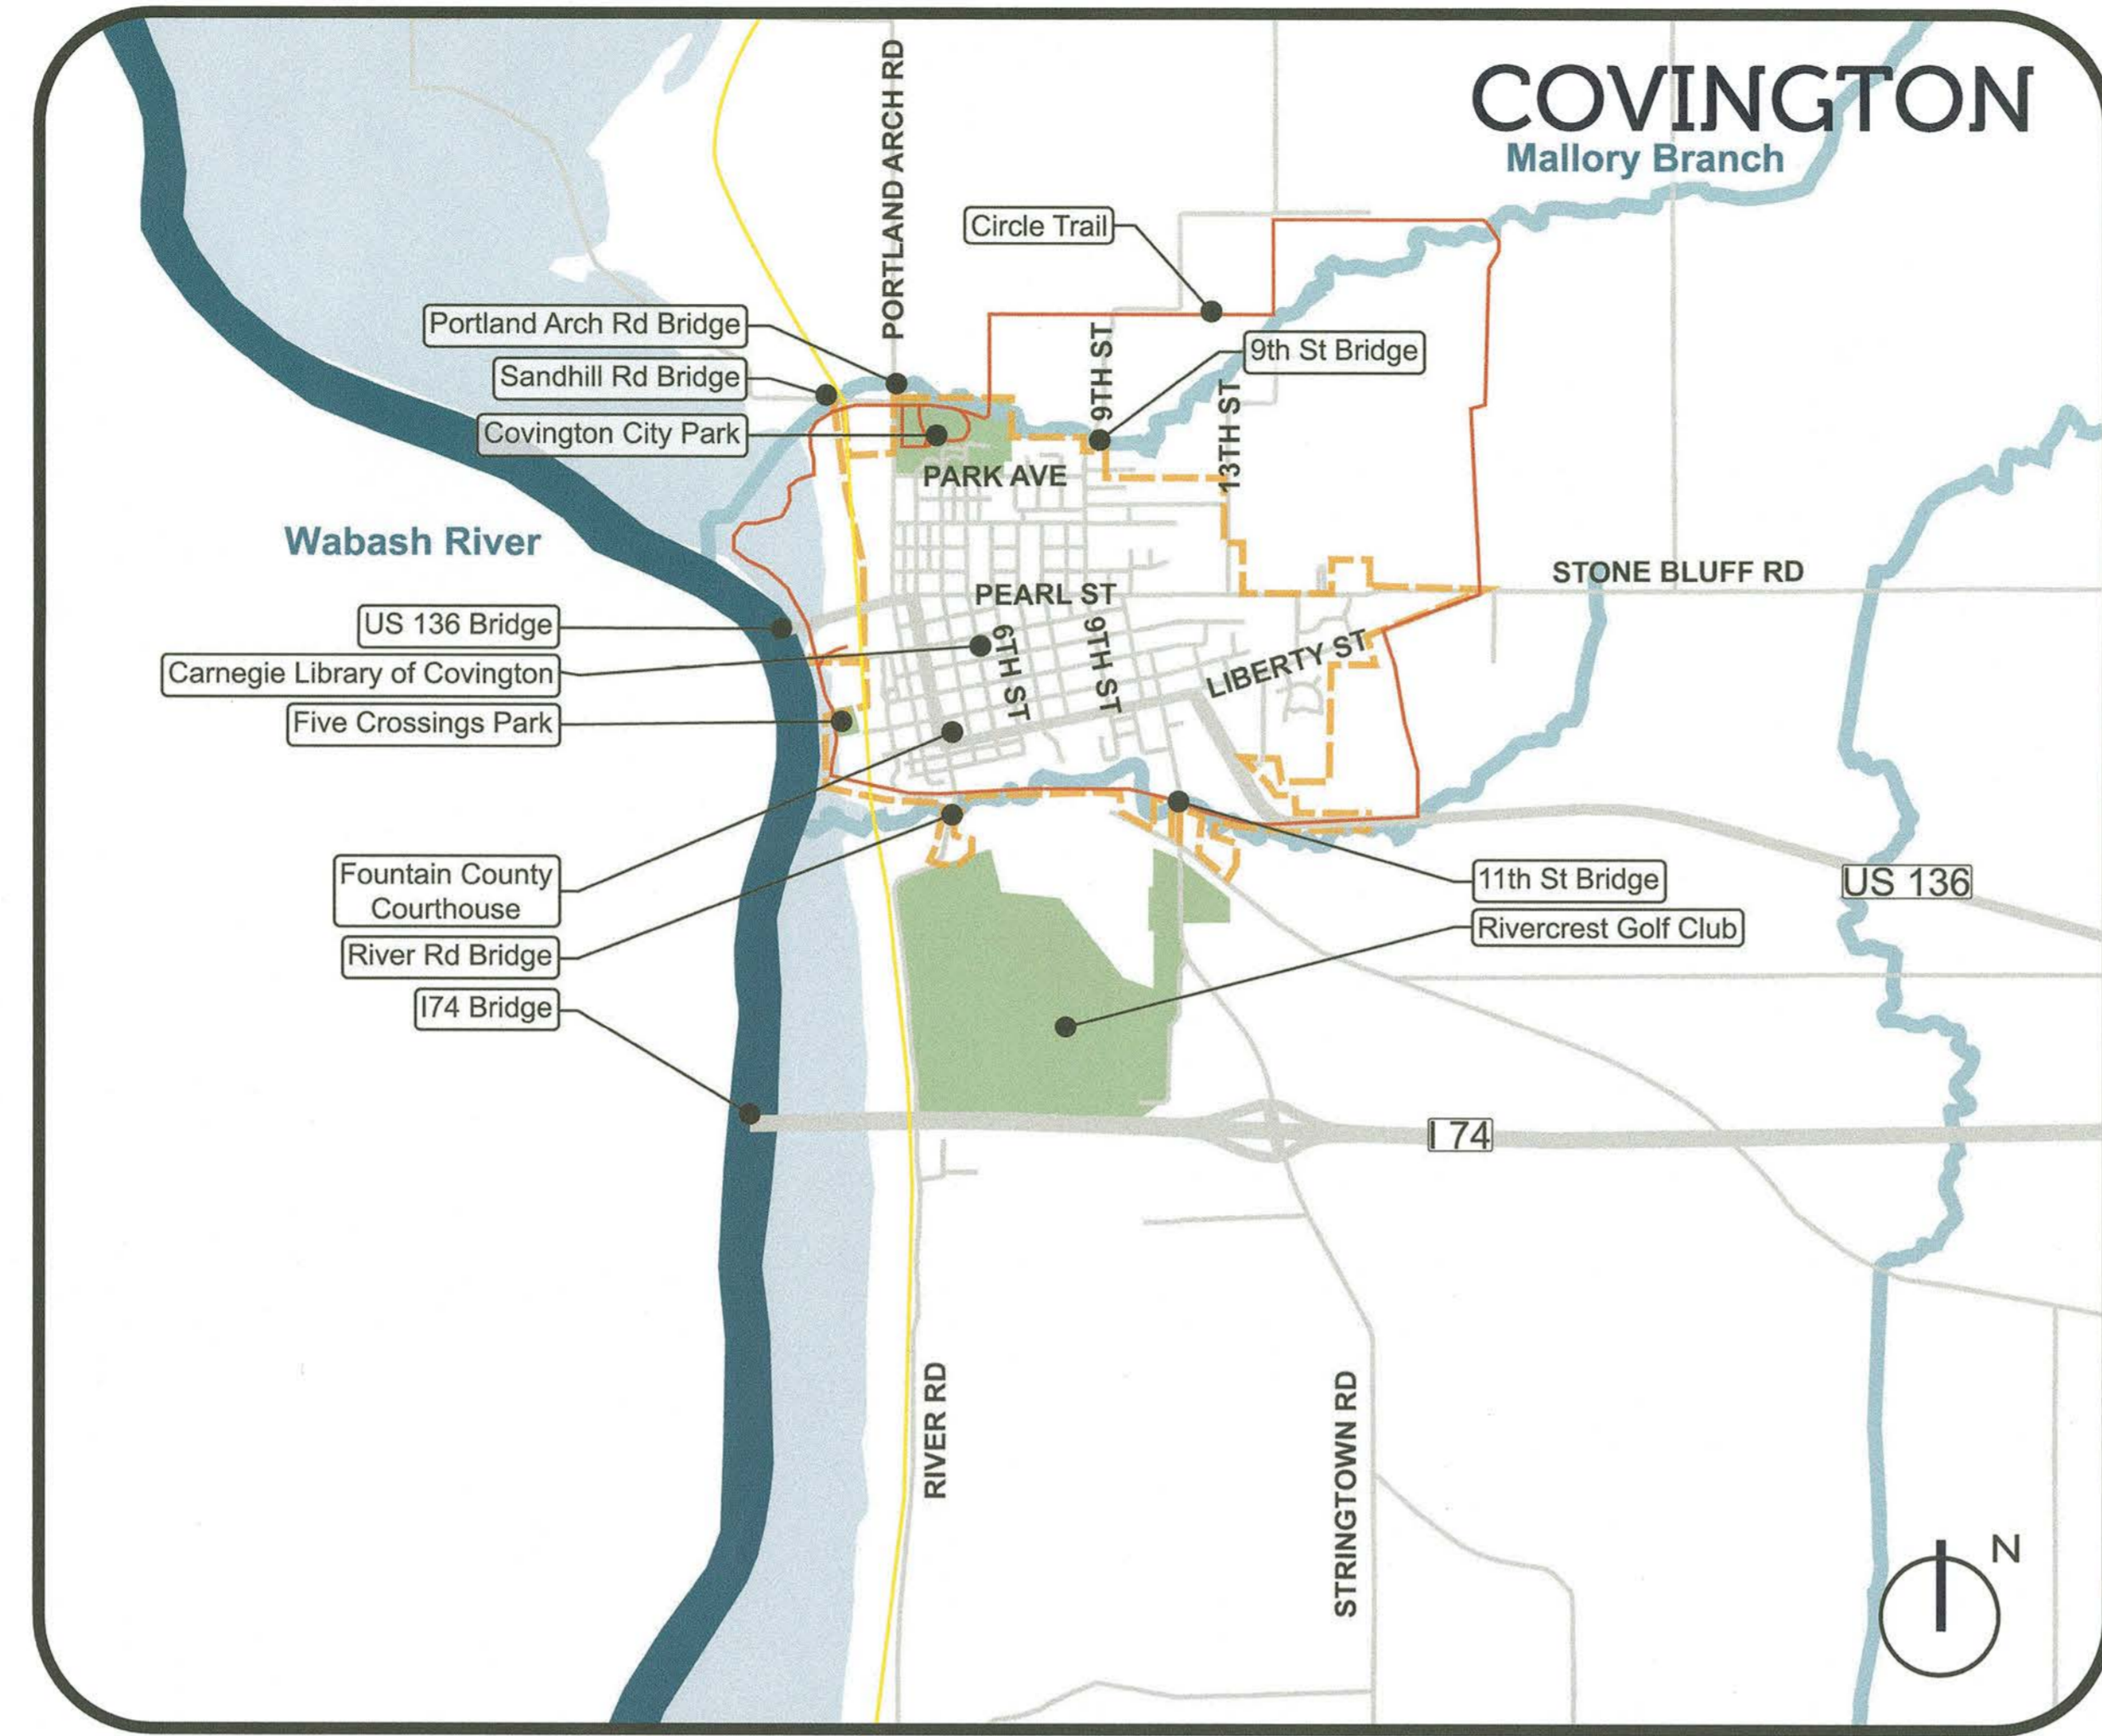 COVINGTON
Mallory Branch
PORTLAND ARCH RD
Circle Trail
Portland Arch Rd Bridge
9TH ST
9th St Bridge
Sandhill Rd Bridge
13TH ST
Covington City Park
PARK AVE
Wabash River
STONE BLUFF RD
PEARL ST
US 136 Bridge
6TH ST
9TH ST
LIBERTY ST
Carnegie Library of Covington
Five Crossings Park
Fountain County
Courthouse
11th St Bridge
US 136
Rivercrest Golf Club
River Rd Bridge
I74 Bridge
I 74
RIVER RD
STRINGTOWN RD
N